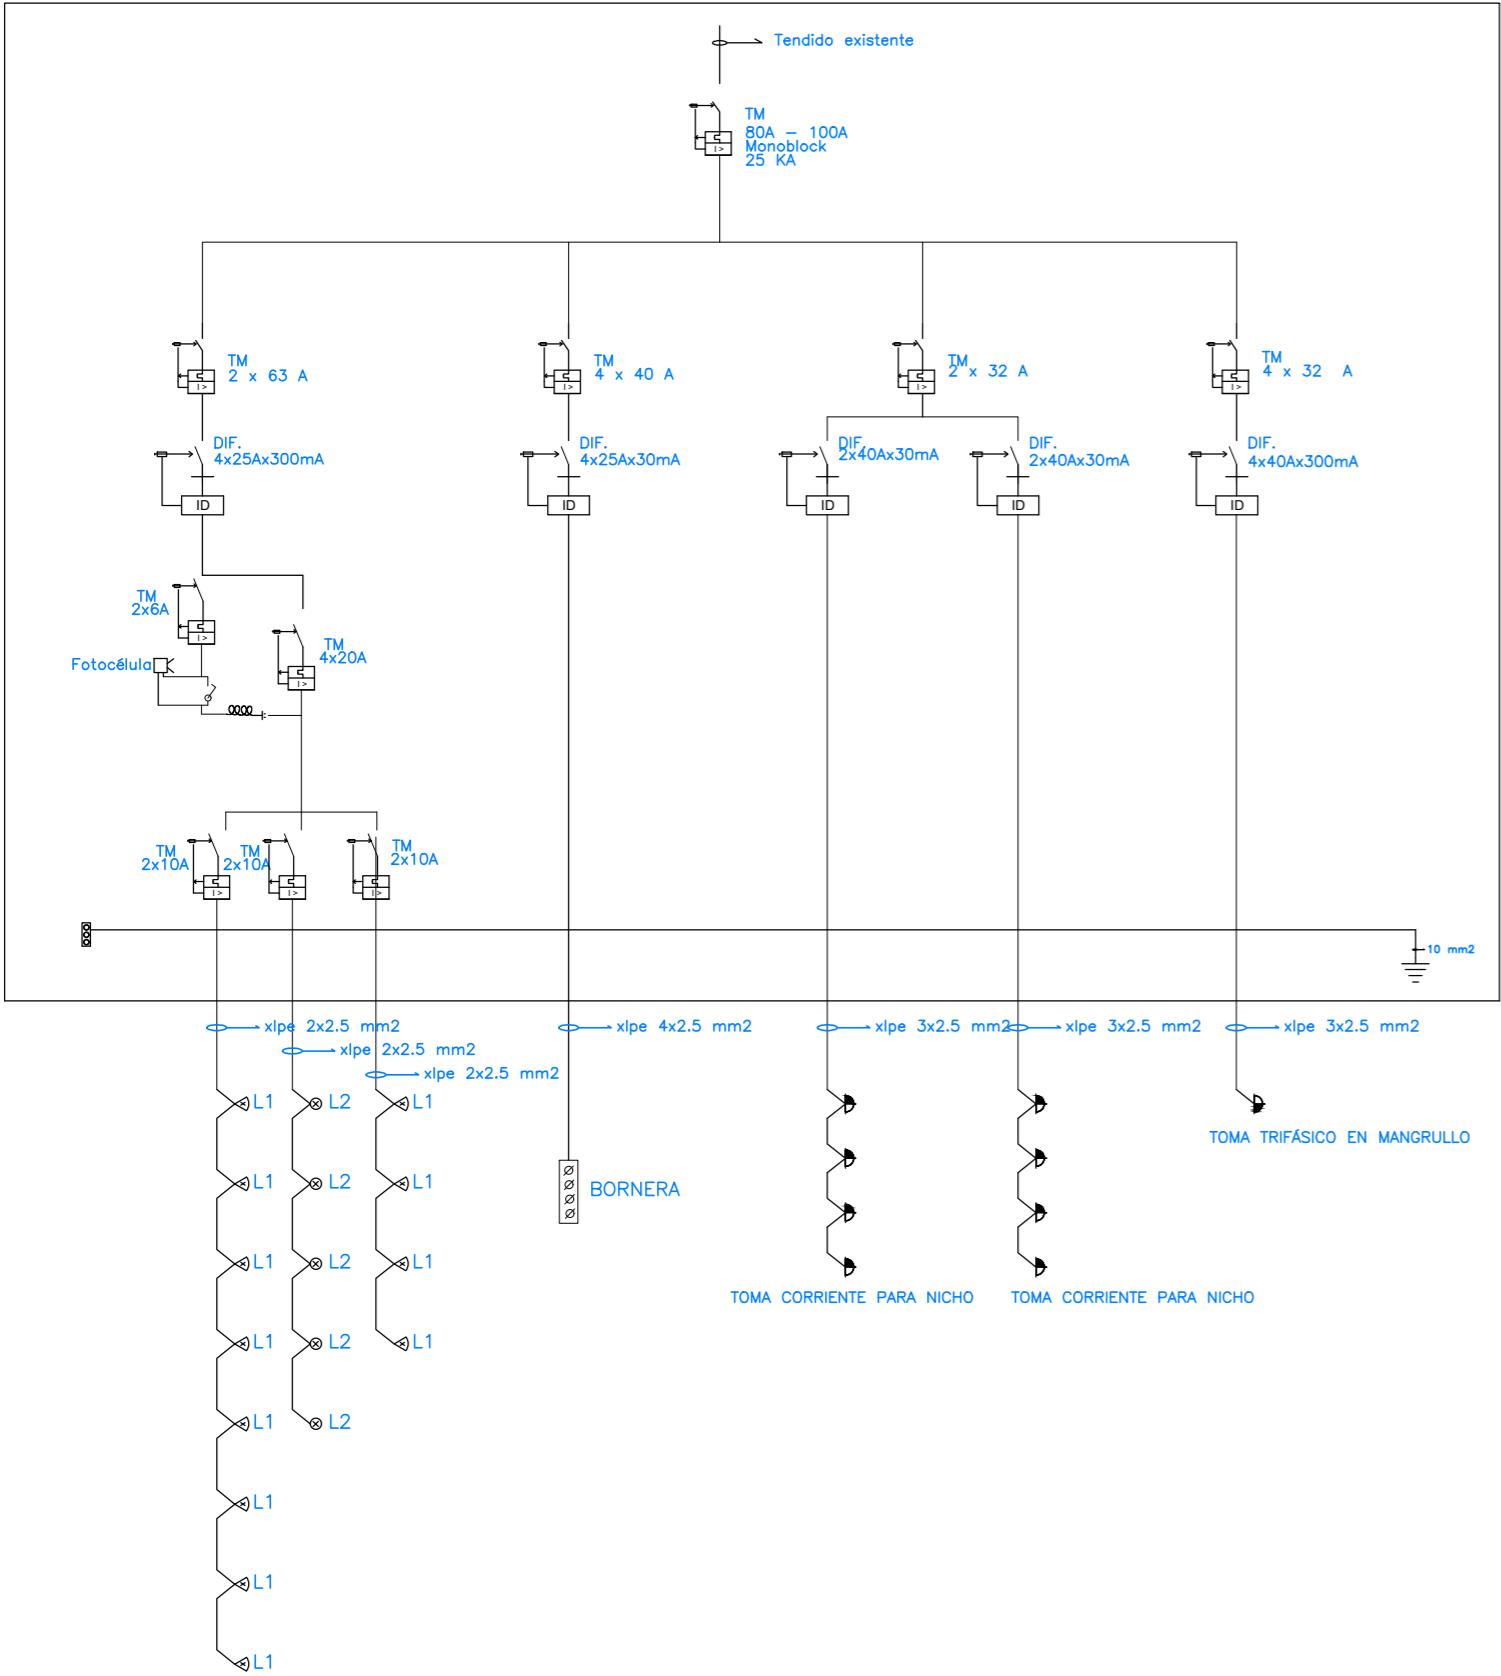 Tendido existente
TM
80A - 100A
Monoblock
25 KA
I >
TM
2 x 63 A
I >
TM
4 x 40 A
I >
TM
2 x 32 A
I >
TM
4 x 32 A
I >
DIF.
4x25Ax300mA
ID
DIF.
4x25Ax30mA
ID
DIF.
2x40Ax30mA
ID
DIF.
2x40Ax30mA
ID
DIF.
4x40Ax300mA
ID
TM
2x6A
I >
TM
4x20A
I >
Fotocélula
TM
2x10A
I >
TM
2x10A
I >
TM
2x10A
I >
10 mm2
xlpe 2x2.5 mm2
xlpe 2x2.5 mm2
xlpe 2x2.5 mm2
xlpe 4x2.5 mm2
xlpe 3x2.5 mm2
xlpe 3x2.5 mm2
xlpe 3x2.5 mm2
L1
L2
L1
L1
L2
L1
L1
L2
L1
L1
L2
L1
L1
L2
L1
L1
L1
BORNERA
TOMA CORRIENTE PARA NICHO
TOMA CORRIENTE PARA NICHO
TOMA TRIFÁSICO EN MANGRULLO